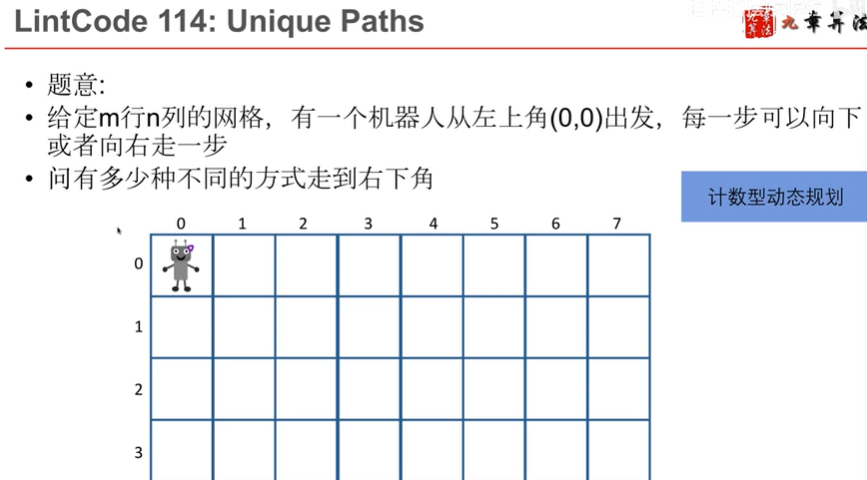 LintCode 114: Unique Paths
九章算法
• 题意:
• 给定m行n列的网格，有一个机器人从左上角(0,0)出发，每一步可以向下
或者向右走一步
• 问有多少种不同的方式走到右下角
计数型动态规划
0 1 2 3 4 5 6 7
0
1
2
3